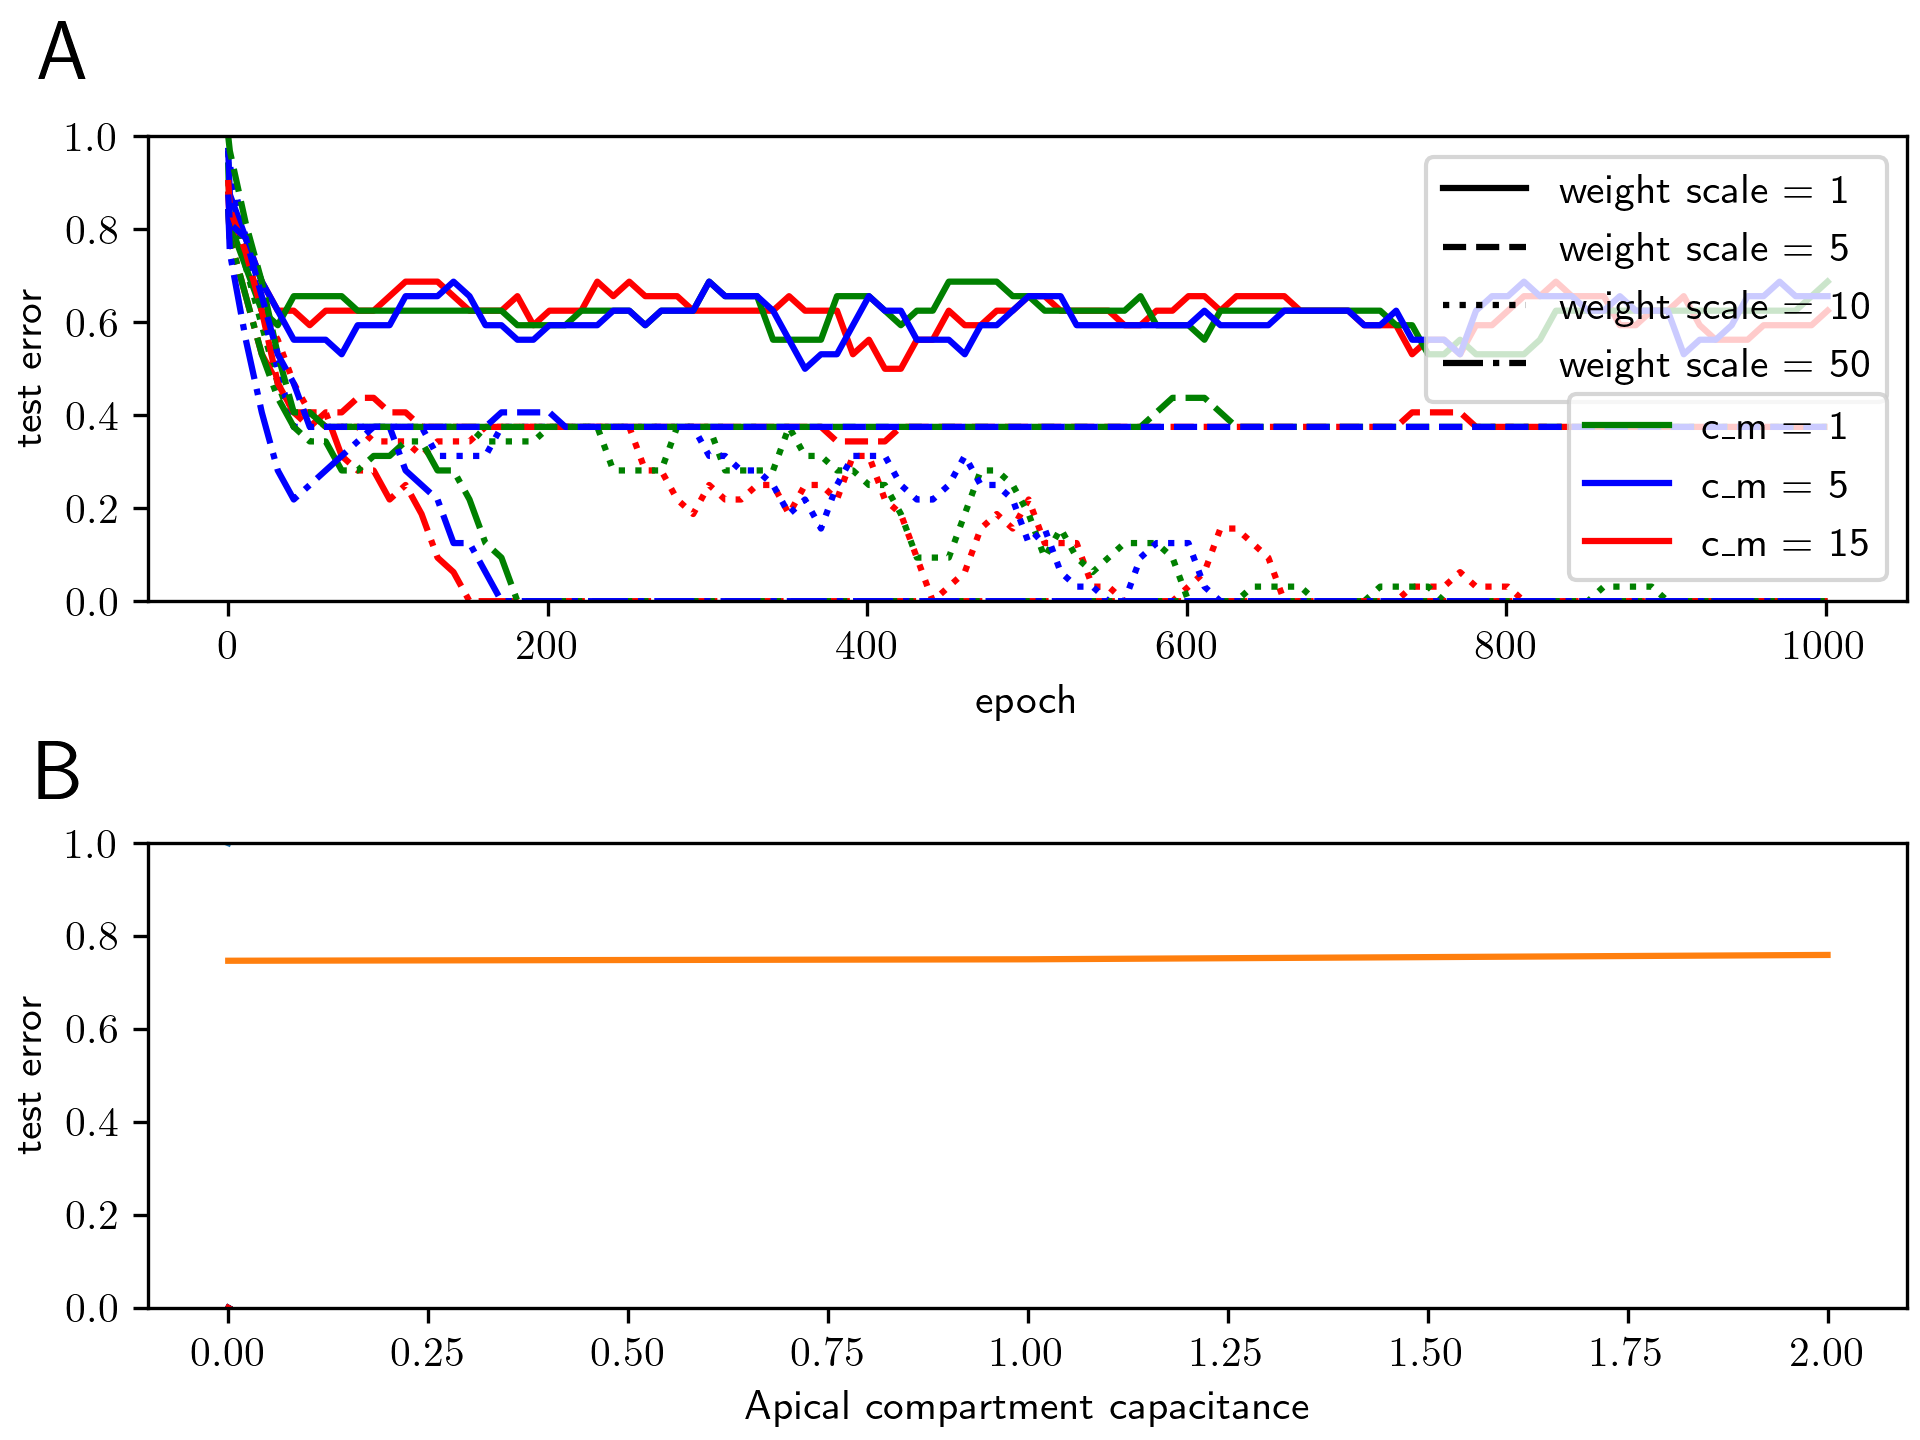 A
1.0
0.8
0.6
0.4
0.2
0.0
test error
weight scale = 1
weight scale = 5
weight scale = 10
weight scale = 50
c_m = 1
c_m = 5
c_m = 15
0 200 400 600 800 1000
epoch
B
1.0
0.8
0.6
0.4
0.2
0.0
test error
0.00 0.25 0.50 0.75 1.00 1.25 1.50 1.75 2.00
Apical compartment capacitance